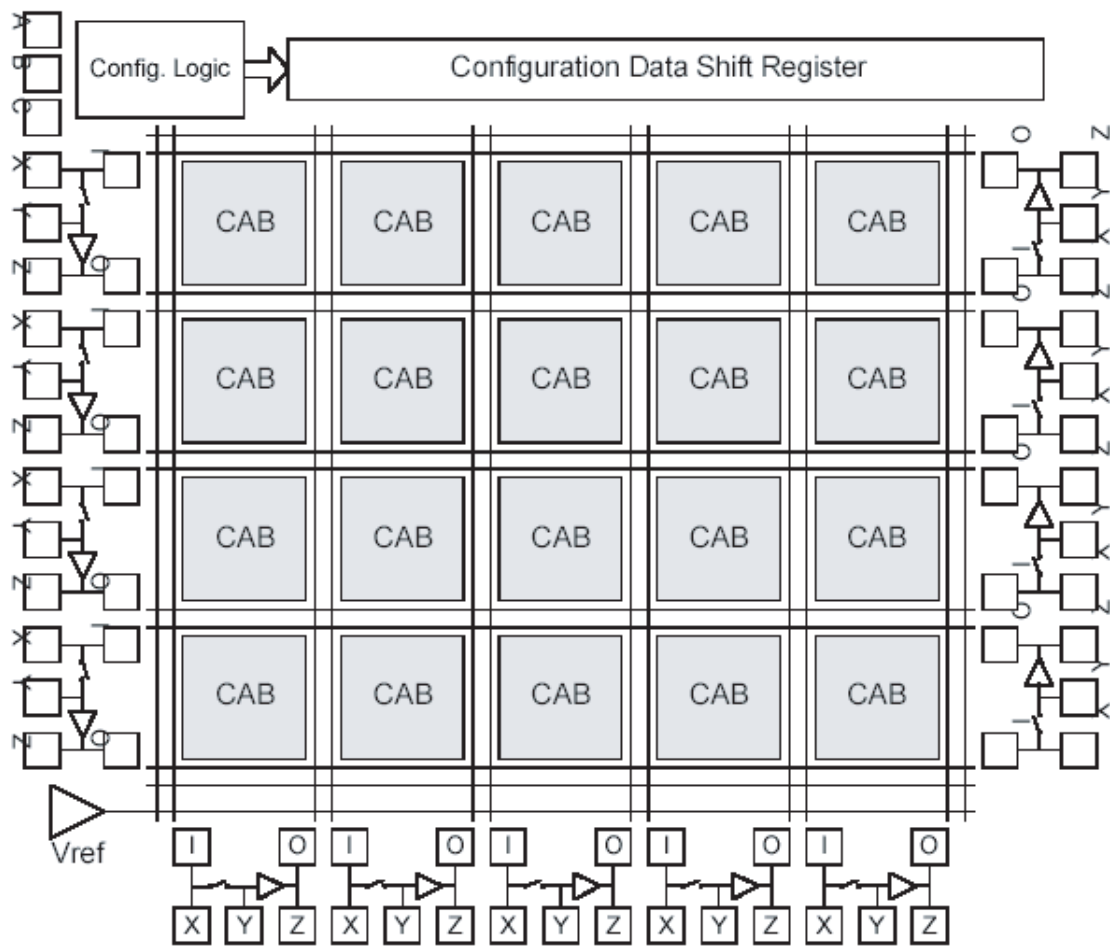 A
B
C
Config. Logic
Configuration Data Shift Register
O Z
X I
CAB CAB CAB CAB CAB
Y
Y
I X
Z O
O Z
X I
CAB CAB CAB CAB CAB
Y
Y
I X
Z O
O Z
X I
CAB CAB CAB CAB CAB
Y
Y
I X
Z O
O Z
X I
CAB CAB CAB CAB CAB
Y
Y
I X
Z O
Vref
I O I O I O I O I O
X Y Z X Y Z X Y Z X Y Z X Y Z